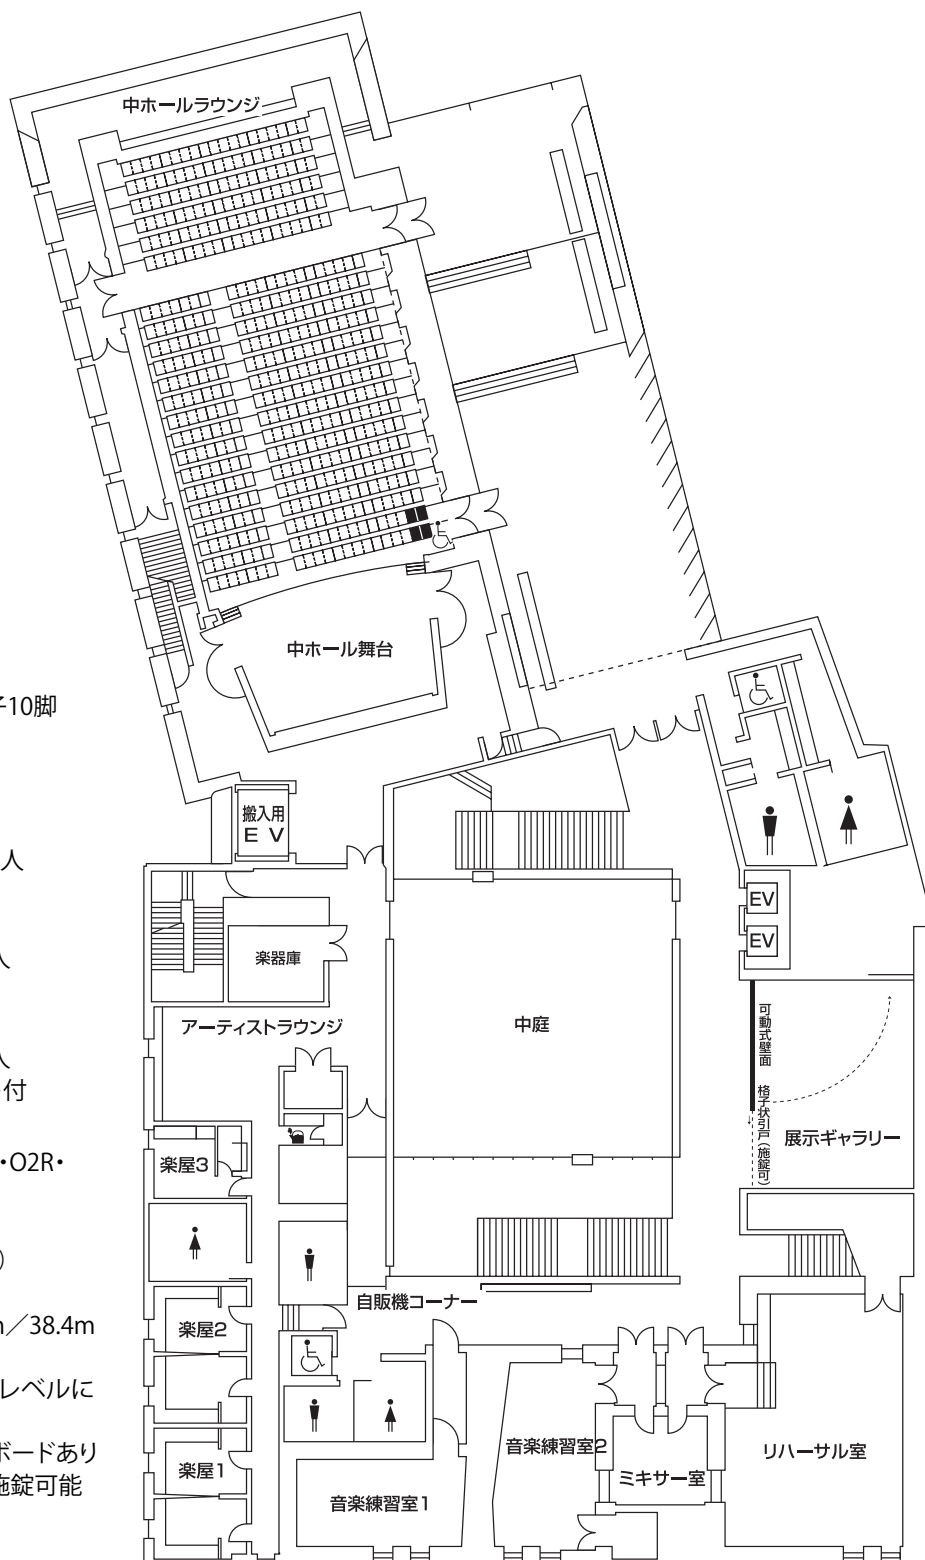 中ホールラウンジ
中ホール舞台
子10脚
搬入用
E V
人
EV
EV
楽器庫
人
アーティストラウンジ
中庭
可動式壁面
格子状引戸(施錠可)
展示ギャラリー
人
付
楽屋3
・O2R・
)
自販機コーナー
楽屋2
m／38.4m
レベルに
ボードあり
施錠可能
楽屋1
音楽練習室1
音楽練習室2
ミキサー室
リハーサル室